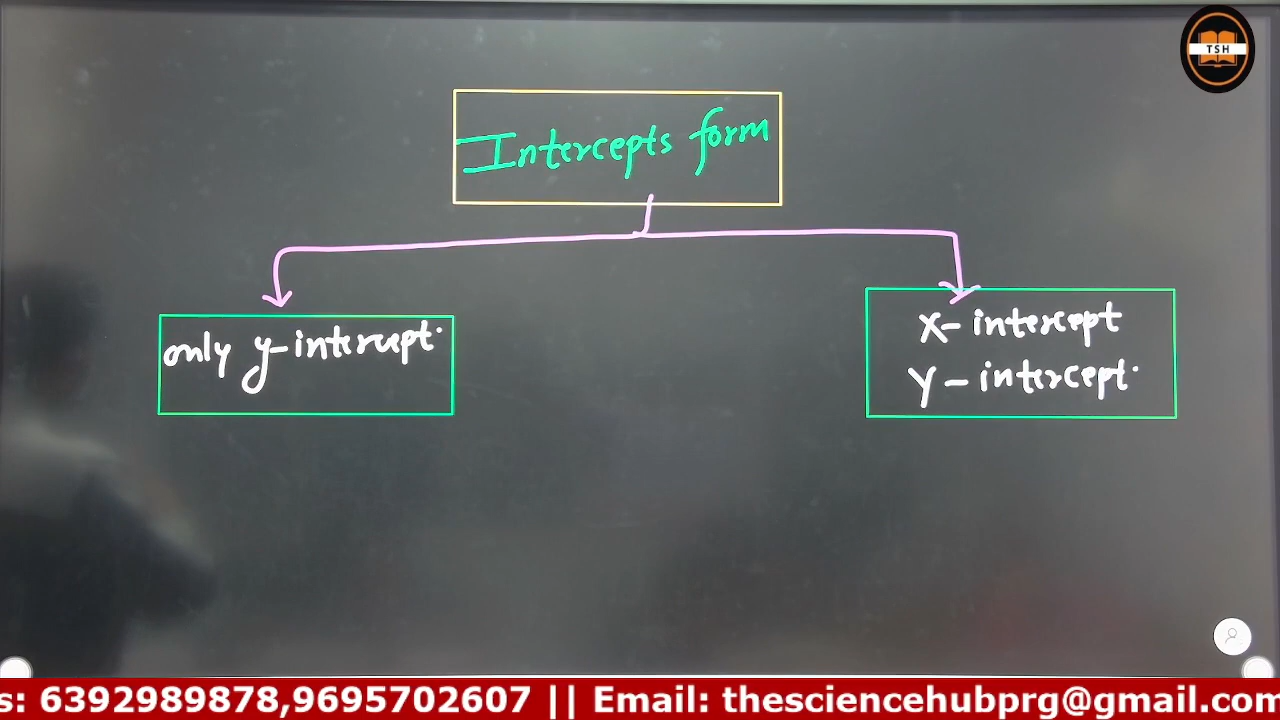 TSH
Intercepts form
only y-intercept.
X- intercept
Y - intercept.
s: 6392989878,9695702607 || Email: thesciencehubprg@gmail.com